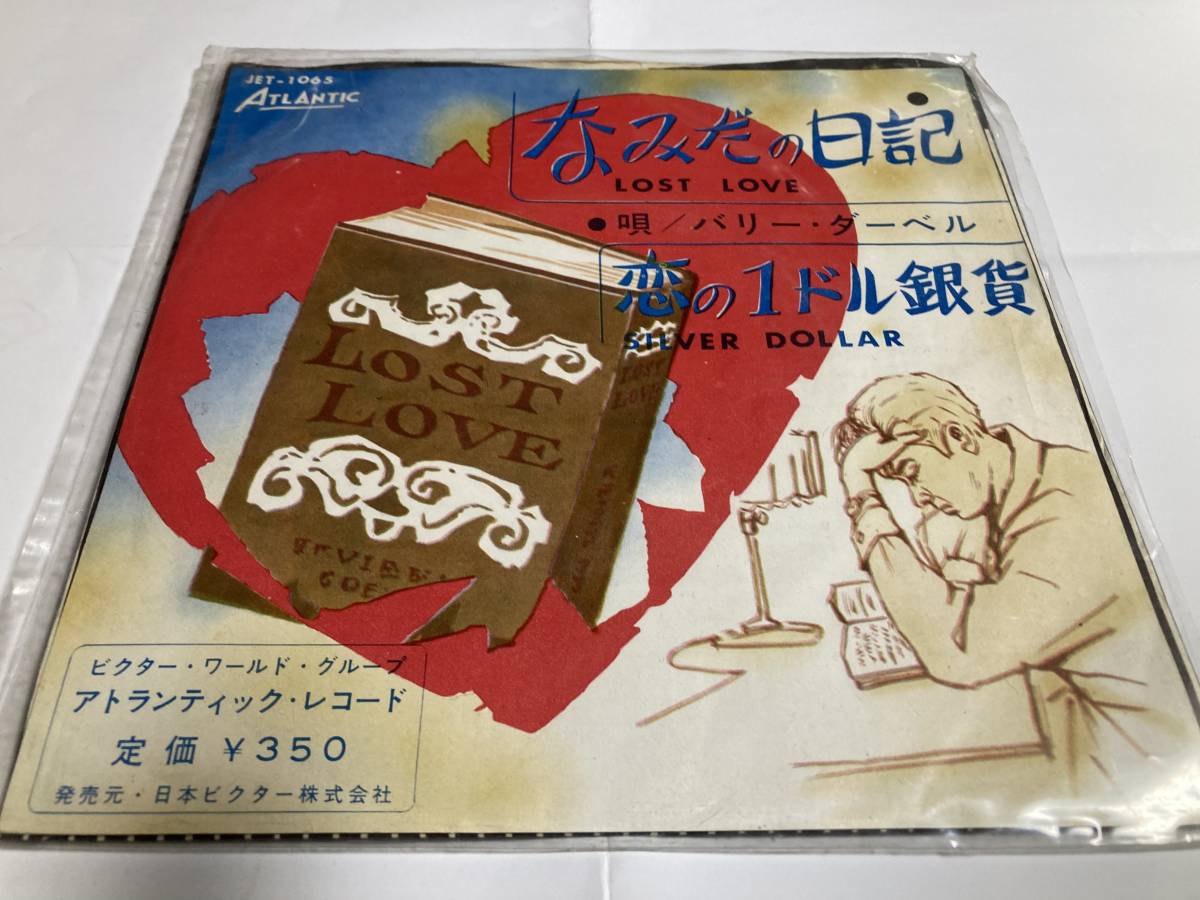 JET-1065
ATLANTIC
なみだの日記
LOST LOVE
●唄/バリー・ダーベル
恋の1ドル銀貨
SILVER DOLLAR
LOST
LOVE
LOST
LOVE
ビクター・ワールド・グループ
アトランティック・レコード
定価 ¥350
発売元・日本ビクター株式会社